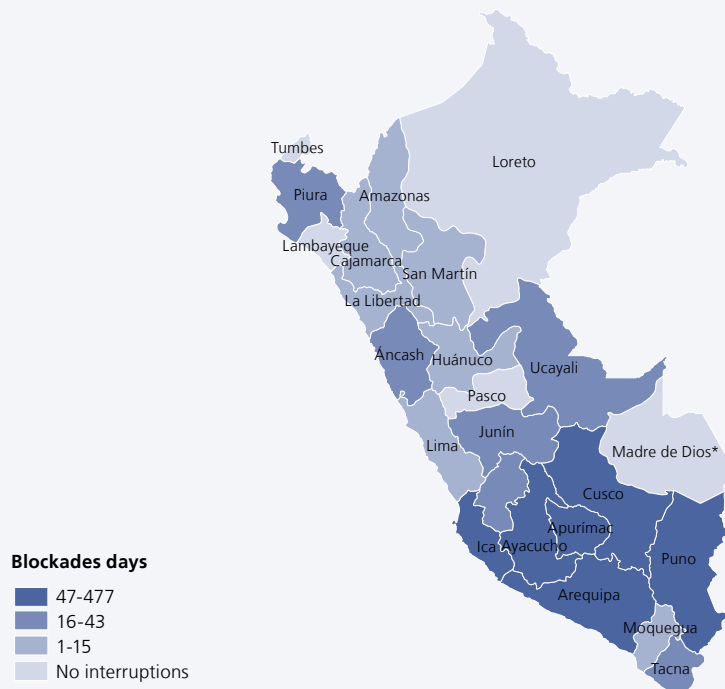 Tumbes
Loreto
Piura
Amazonas
Lambayeque
Cajamarca
San Martín
La Libertad
Áncash
Huánuco
Ucayali
Pasco
Junín
Lima
Madre de Dios*
Cusco
Apurímac
Ica
Ayacucho
Puno
Arequipa
Moquegua
Tacna
Blockades days
47-477
16-43
1-15
No interruptions